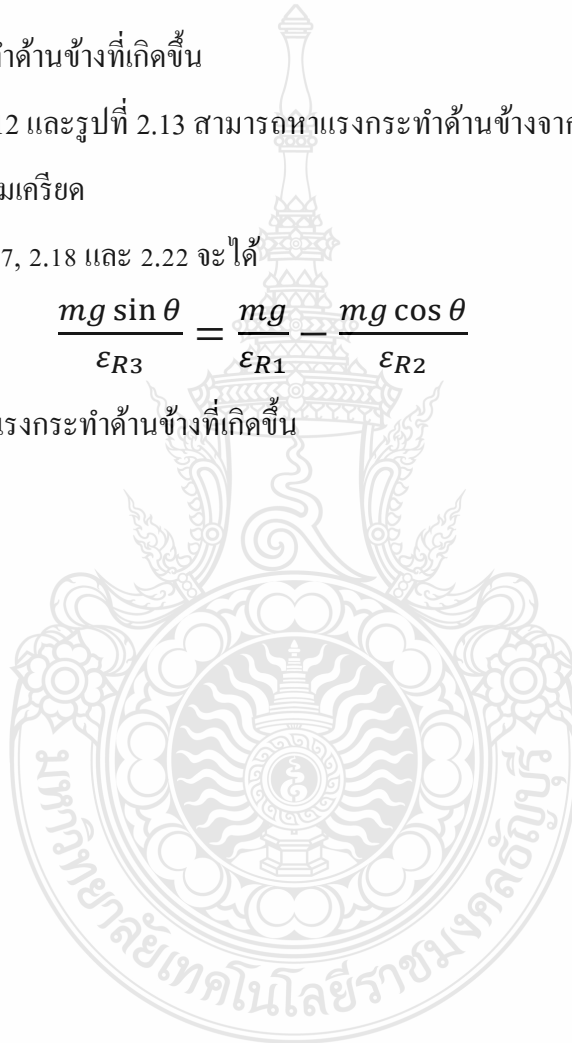 ำด้านข้างที่เกิดขึ้น
12 และรูปที่ 2.13 สามารถหาแรงกระทำด้านข้างจาก
มเครียด
7, 2.18 และ 2.22 จะได้
mg sin θ / εR3 = mg / εR1 − mg cos θ / εR2
แรงกระทำด้านข้างที่เกิดขึ้น
มหาวิทยาลัยเทคโนโลยีราชมงคลธัญบุรี